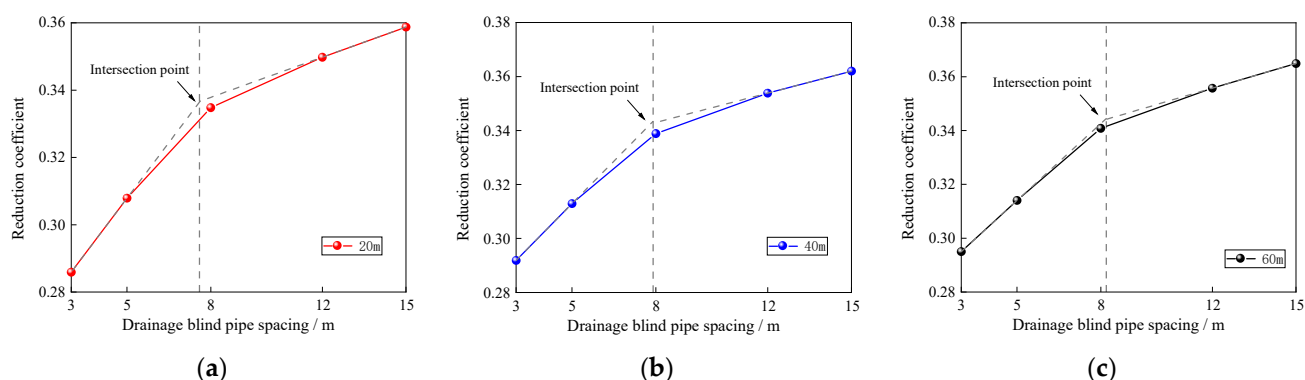 Reduction coefficient
0.36
0.34
0.32
0.30
0.28
Intersection point
20m
3 5 8 12 15
Drainage blind pipe spacing / m
(a)
Reduction coefficient
0.38
0.36
0.34
0.32
0.30
0.28
Intersection point
40m
3 5 8 12 15
Drainage blind pipe spacing / m
(b)
Reduction coefficient
0.38
0.36
0.34
0.32
0.30
0.28
Intersection point
60m
3 5 8 12 15
Drainage blind pipe spacing / m
(c)